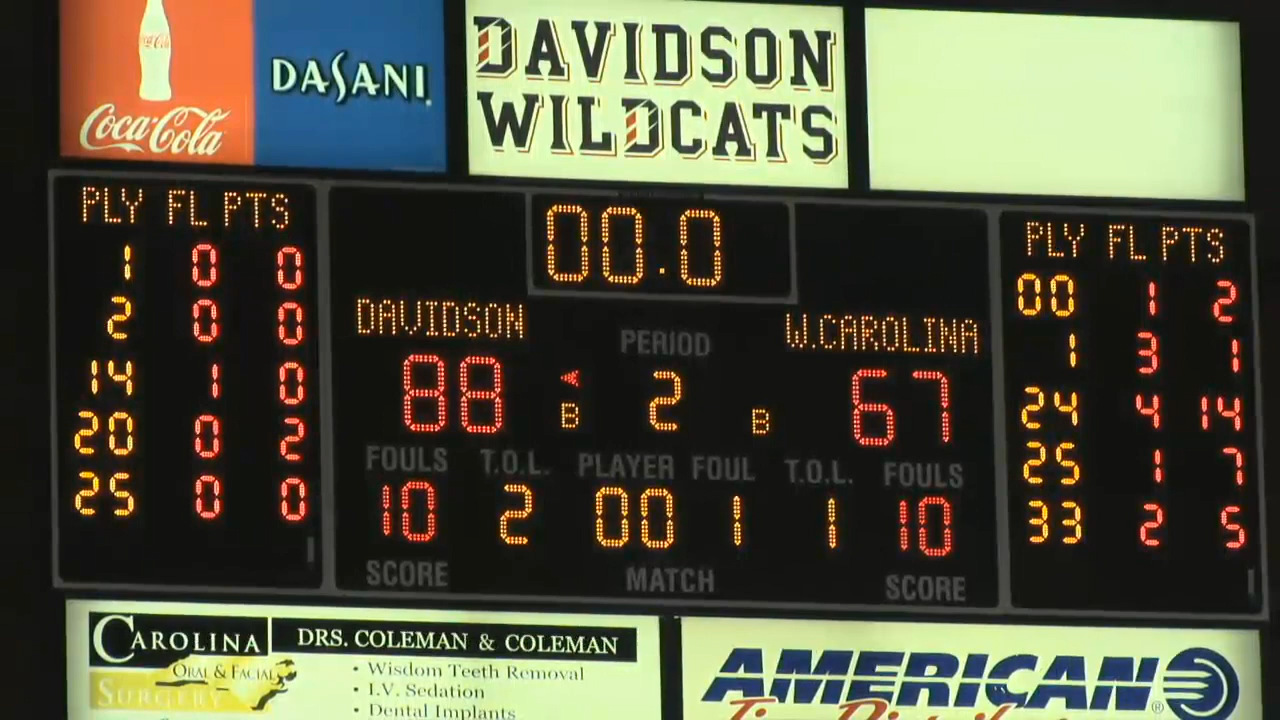 Coca-Cola
Coca-Cola
DASANI
DAVIDSON
WILDCATS
PLY FL PTS
1 0 0
2 0 0
14 1 0
20 0 2
25 0 0
00.0
DAVIDSON
PERIOD
W.CAROLINA
88 B 2 B 67
FOULS T.O.L. PLAYER FOUL T.O.L. FOULS
10 2 00 1 1 10
SCORE MATCH SCORE
PLY FL PTS
00 1 2
1 3 1
24 4 14
25 1 7
33 2 5
CAROLINA
ORAL & FACIAL
SURGERY
DRS. COLEMAN & COLEMAN
• Wisdom Teeth Removal
• I.V. Sedation
• Dental Implants
AMERICAN